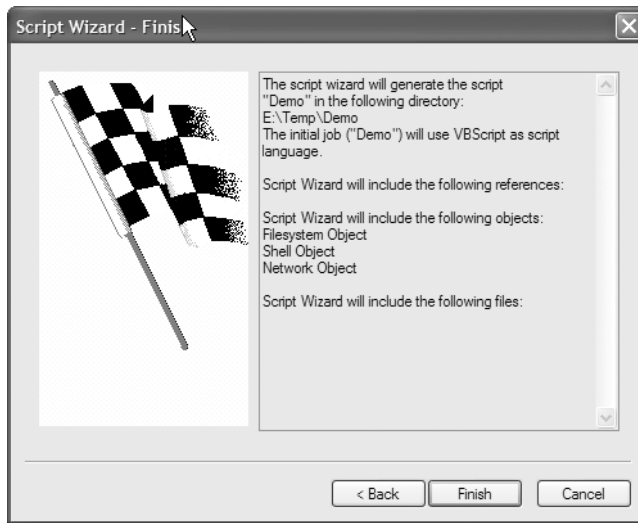 Script Wizard - Finis
The script wizard will generate the script
"Demo" in the following directory:
E:\Temp\Demo
The initial job ("Demo") will use VBScript as script
language.
Script Wizard will include the following references:
Script Wizard will include the following objects:
Filesystem Object
Shell Object
Network Object
Script Wizard will include the following files:
< Back
Finish
Cancel